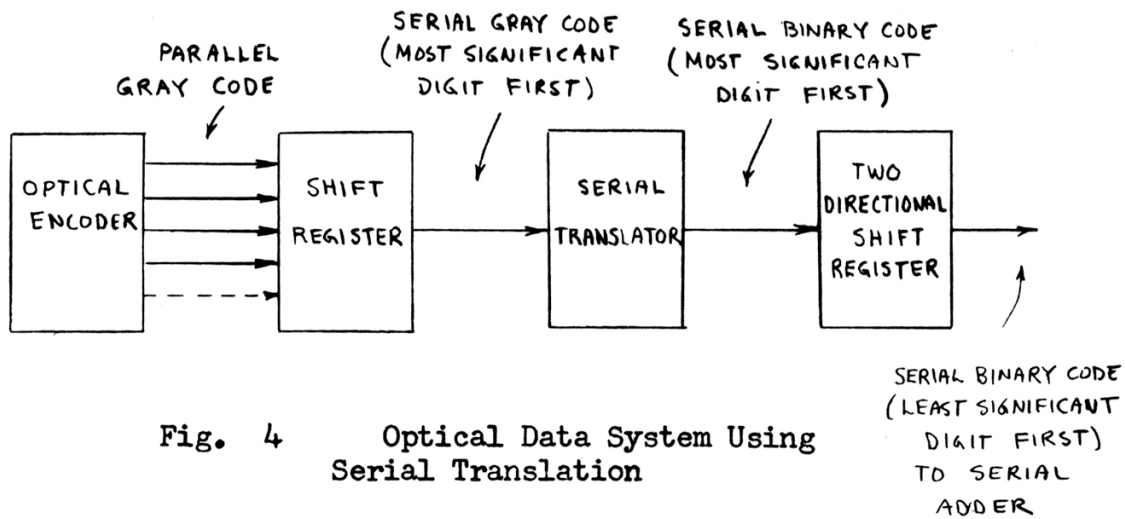 PARALLEL
GRAY CODE
SERIAL GRAY CODE
(MOST SIGNIFICANT
DIGIT FIRST)
SERIAL BINARY CODE
(MOST SIGNIFICANT
DIGIT FIRST)
OPTICAL
ENCODER
SHIFT
REGISTER
SERIAL
TRANSLATOR
TWO
DIRECTIONAL
SHIFT
REGISTER
SERIAL BINARY CODE
(LEAST SIGNIFICANT
DIGIT FIRST)
TO SERIAL
ADDER
Fig. 4 Optical Data System Using
Serial Translation